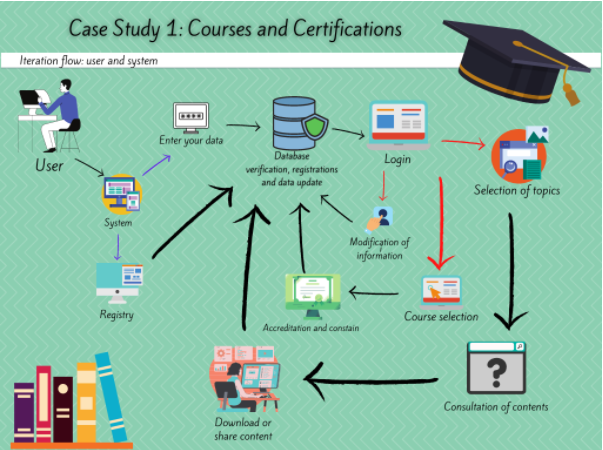 Case Study 1: Courses and Certifications
Iteration flow: user and system
User
System
Registry
Enter your data
Database
verification, registrations
and data update
Login
Selection of topics
Modification of
information
Course selection
Accreditation and constain
Consultation of contents
Download or
share content
?